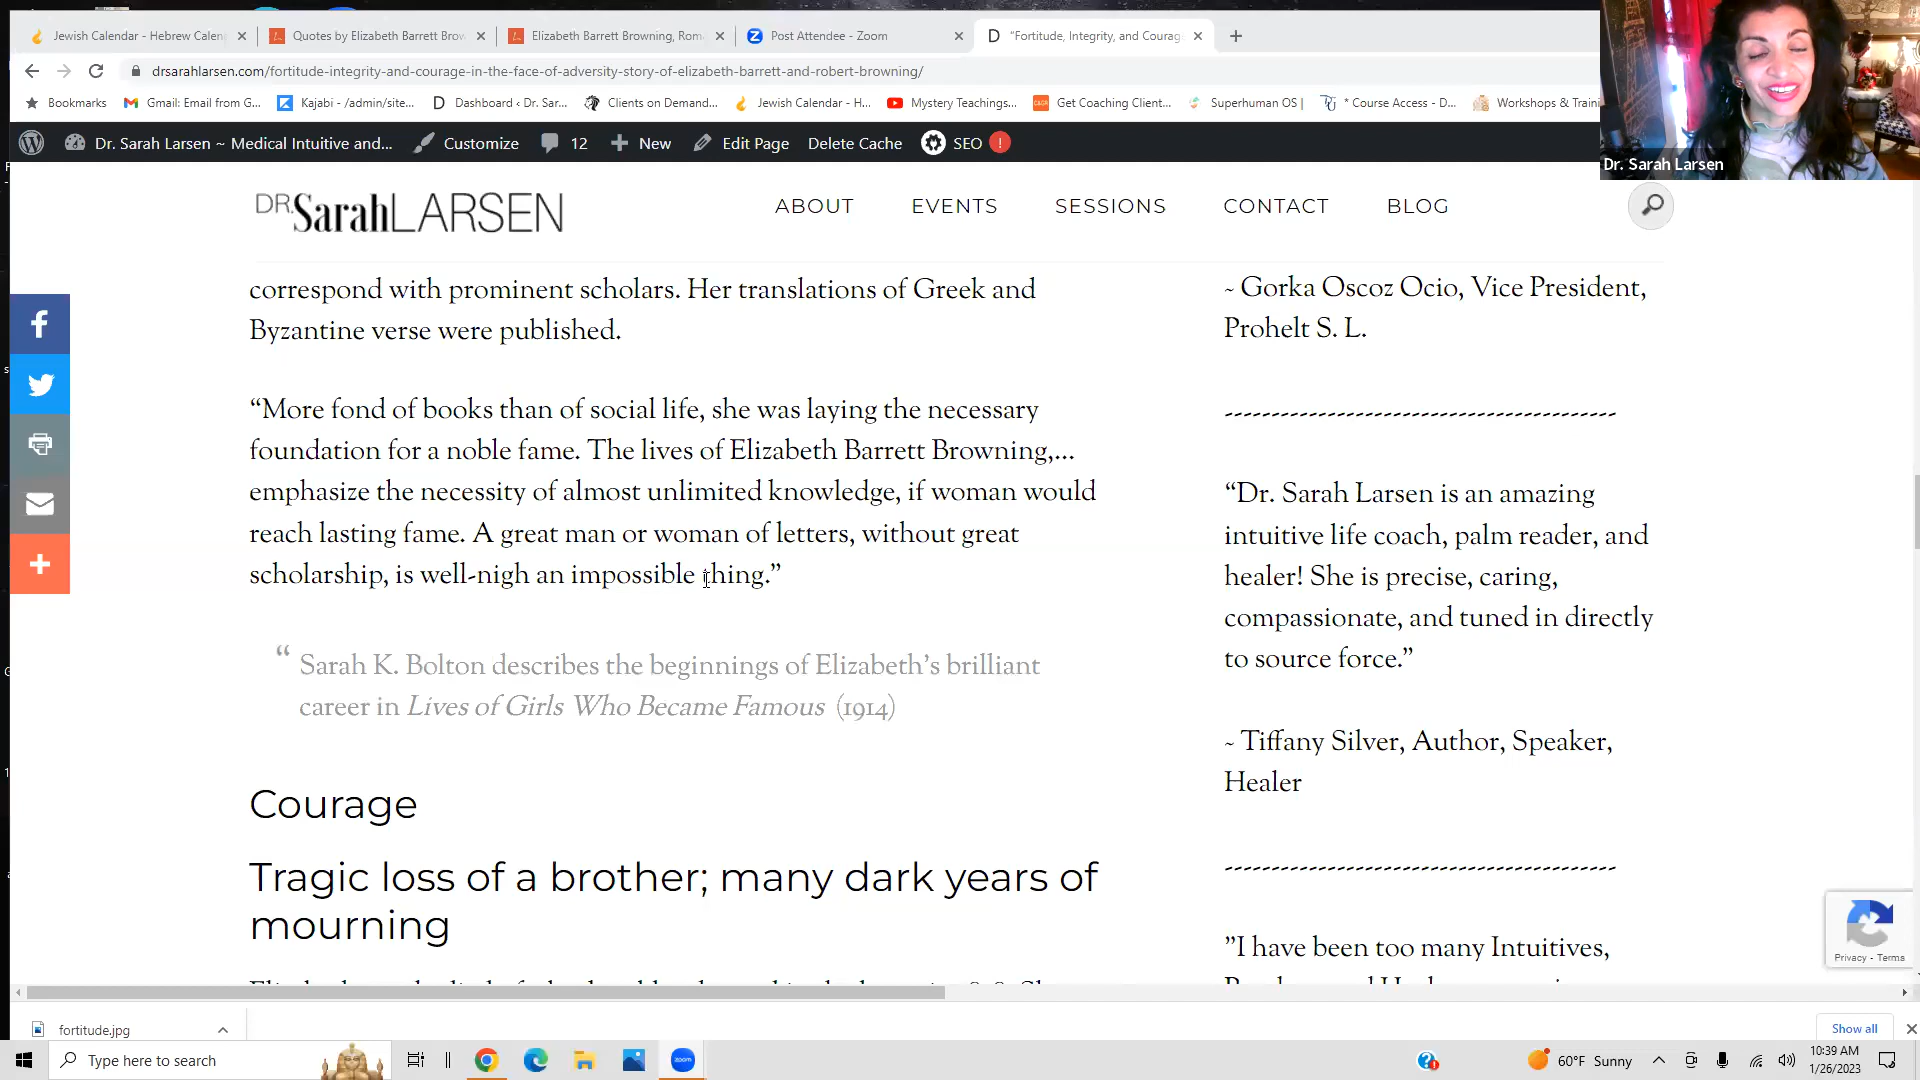 Jewish Calendar - Hebrew Calen
Quotes by Elizabeth Barrett Brow
Elizabeth Barrett Browning, Rom
Post Attendee - Zoom
"Fortitude, Integrity, and Courag
drsarahlarsen.com/fortitude-integrity-and-courage-in-the-face-of-adversity-story-of-elizabeth-barrett-and-robert-browning/
Bookmarks
Gmail: Email from G...
Kajabi - /admin/site...
Dashboard ‹ Dr. Sar...
Clients on Demand...
Jewish Calendar - H...
Mystery Teachings...
Get Coaching Client...
Superhuman OS |
* Course Access - D...
Workshops & Traini
Dr. Sarah Larsen
Dr. Sarah Larsen ~ Medical Intuitive and...
Customize
12
New
Edit Page
Delete Cache
SEO
!
DR.SarahLARSEN
ABOUT
EVENTS
SESSIONS
CONTACT
BLOG
correspond with prominent scholars. Her translations of Greek and
Byzantine verse were published.
“More fond of books than of social life, she was laying the necessary
foundation for a noble fame. The lives of Elizabeth Barrett Browning,...
emphasize the necessity of almost unlimited knowledge, if woman would
reach lasting fame. A great man or woman of letters, without great
scholarship, is well-nigh an impossible thing.”
“ Sarah K. Bolton describes the beginnings of Elizabeth’s brilliant
career in Lives of Girls Who Became Famous (1914)
Courage
Tragic loss of a brother; many dark years of
mourning
~ Gorka Oscoz Ocio, Vice President,
Prohelt S. L.
------------------------------------------
“Dr. Sarah Larsen is an amazing
intuitive life coach, palm reader, and
healer! She is precise, caring,
compassionate, and tuned in directly
to source force.”
~ Tiffany Silver, Author, Speaker,
Healer
------------------------------------------
”I have been too many Intuitives,
Privacy - Terms
fortitude.jpg
Show all
Type here to search
zoom
60°F Sunny
10:39 AM
1/26/2023